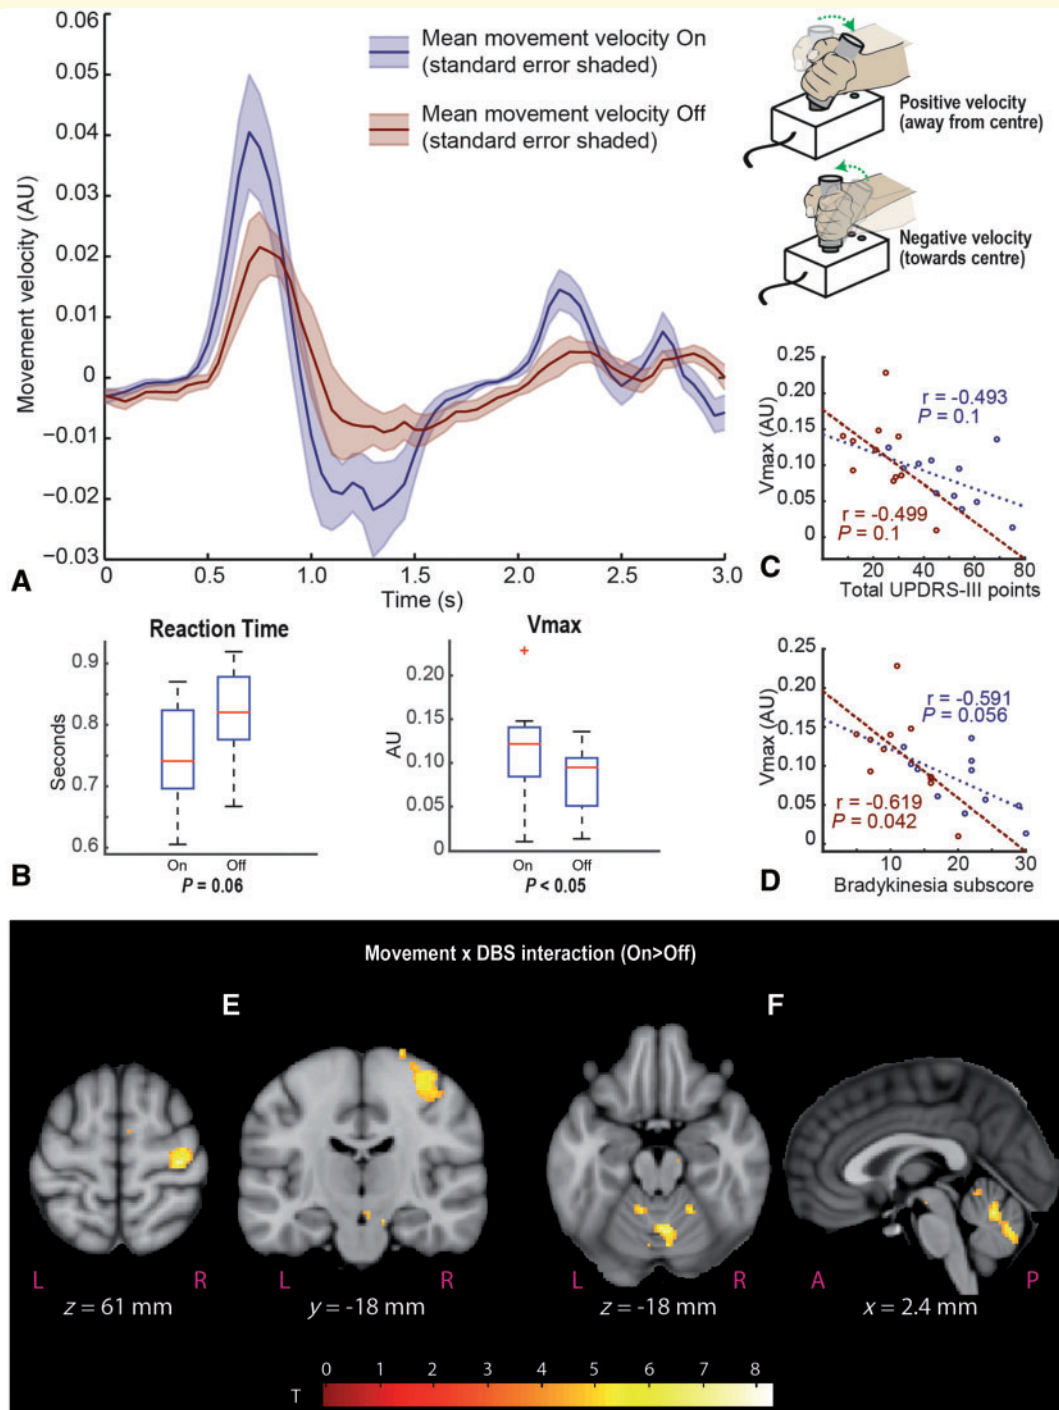 0.06
0.05
0.04
0.03
0.02
0.01
0
−0.01
−0.02
−0.03
Movement velocity (AU)
Mean movement velocity On
(standard error shaded)
Mean movement velocity Off
(standard error shaded)
0 0.5 1.0 1.5 2.0 2.5 3.0
Time (s)
A
Positive velocity
(away from centre)
Negative velocity
(towards centre)
0.25
0.20
0.15
0.10
0.05
0
Vmax (AU)
r = -0.493
P = 0.1
r = -0.499
P = 0.1
20 40 60 80
Total UPDRS-III points
C
Reaction Time
0.9
0.8
0.7
0.6
Seconds
On Off
P = 0.06
B
Vmax
0.20
0.15
0.10
0.05
0
AU
On Off
P < 0.05
0.25
0.20
0.15
0.10
0.05
0
Vmax (AU)
r = -0.591
P = 0.056
r = -0.619
P = 0.042
10 20 30
Bradykinesia subscore
D
Movement x DBS interaction (On>Off)
E F
L R L R L R A P
z = 61 mm y = -18 mm z = -18 mm x = 2.4 mm
0 1 2 3 4 5 6 7 8
T